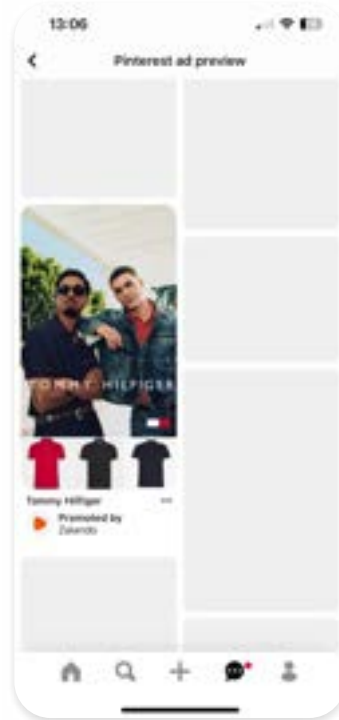 13:06
Pinterest ad preview
TOMMY HILFIGER
Tommy Hilfiger
Promoted by
Zalando